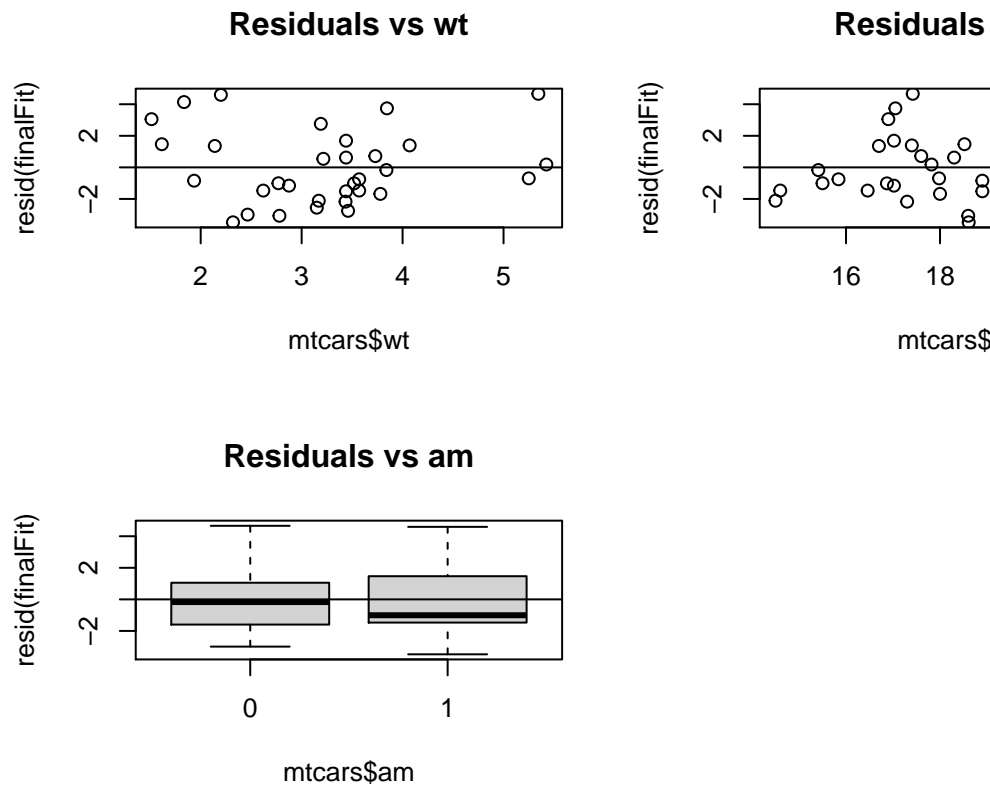 Residuals vs wt
resid(finalFit)
2
−2
2 3 4 5
mtcars$wt
Residuals
resid(finalFit)
2
−2
16 18
mtcars$
Residuals vs am
resid(finalFit)
2
−2
0 1
mtcars$am